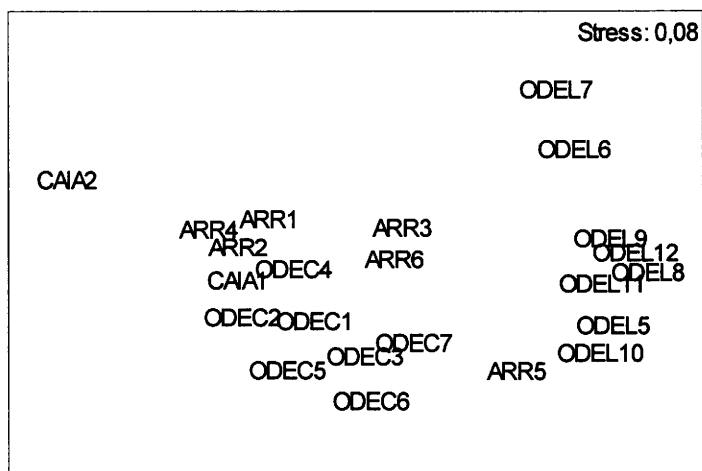 Stress: 0,08
ODEL7
ODEL6
CAIA2
ARR1
ARR4
ARR3
ODEL9
ARR2
ODEL12
ARR6
ODEC4
ODEL8
CAIA1
ODEL11
ODEC2
ODEC1
ODEL5
ODEC7
ODEL10
ODEC3
ODEC5
ARR5
ODEC6